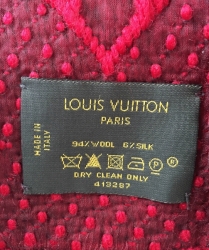 MADE IN
ITALY
LOUIS VUITTON
PARIS
94% WOOL 6% SILK
DRY CLEAN ONLY
413287